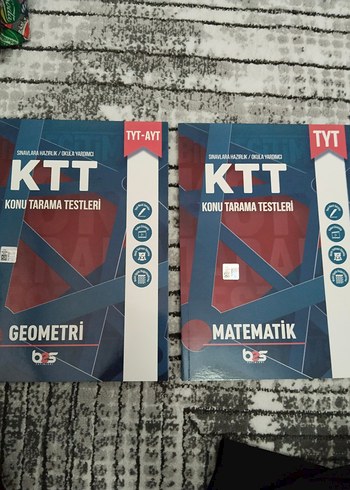 TYT-AYT
SINAVLARA HAZIRLIK / OKULA YARDIMCI
KTT
KONU TARAMA TESTLERİ
GEOMETRİ
TYT
SINAVLARA HAZIRLIK / OKULA YARDIMCI
KTT
KONU TARAMA TESTLERİ
MATEMATİK